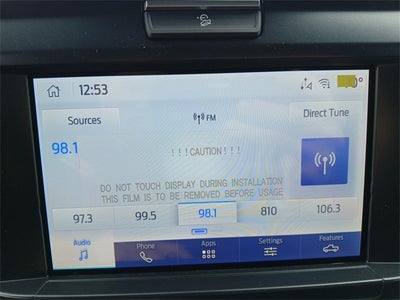 12:53
Sources
FM
Direct Tune
98.1
!!!CAUTION!!!
DO NOT TOUCH DISPLAY DURING INSTALLATION
THIS FILM IS TO BE REMOVED BEFORE USAGE
97.3 99.5 98.1 810 106.3
Audio Phone Apps Settings Features